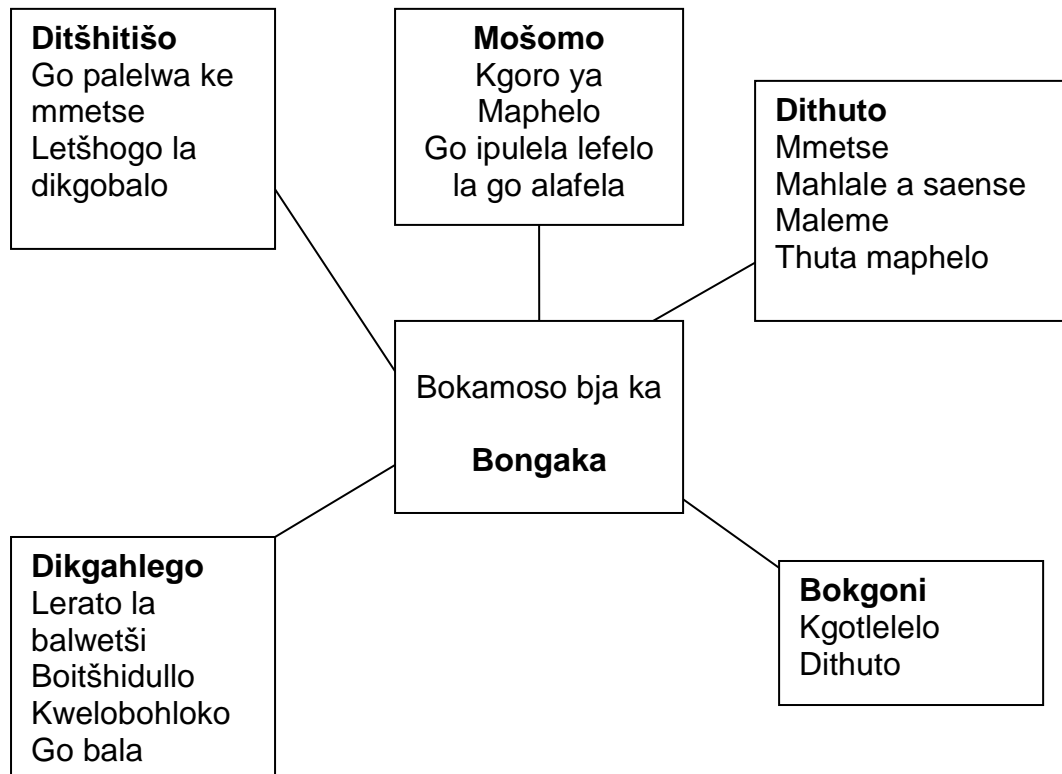 Ditšhitišo
Go palelwa ke
mmetse
Letšhogo la
dikgobalo
Mošomo
Kgoro ya
Maphelo
Go ipulela lefelo
la go alafela
Dithuto
Mmetse
Mahlale a saense
Maleme
Thuta maphelo
Bokamoso bja ka
Bongaka
Dikgahlego
Lerato la
balwetši
Boitšhidullo
Kwelobohloko
Go bala
Bokgoni
Kgotlelelo
Dithuto